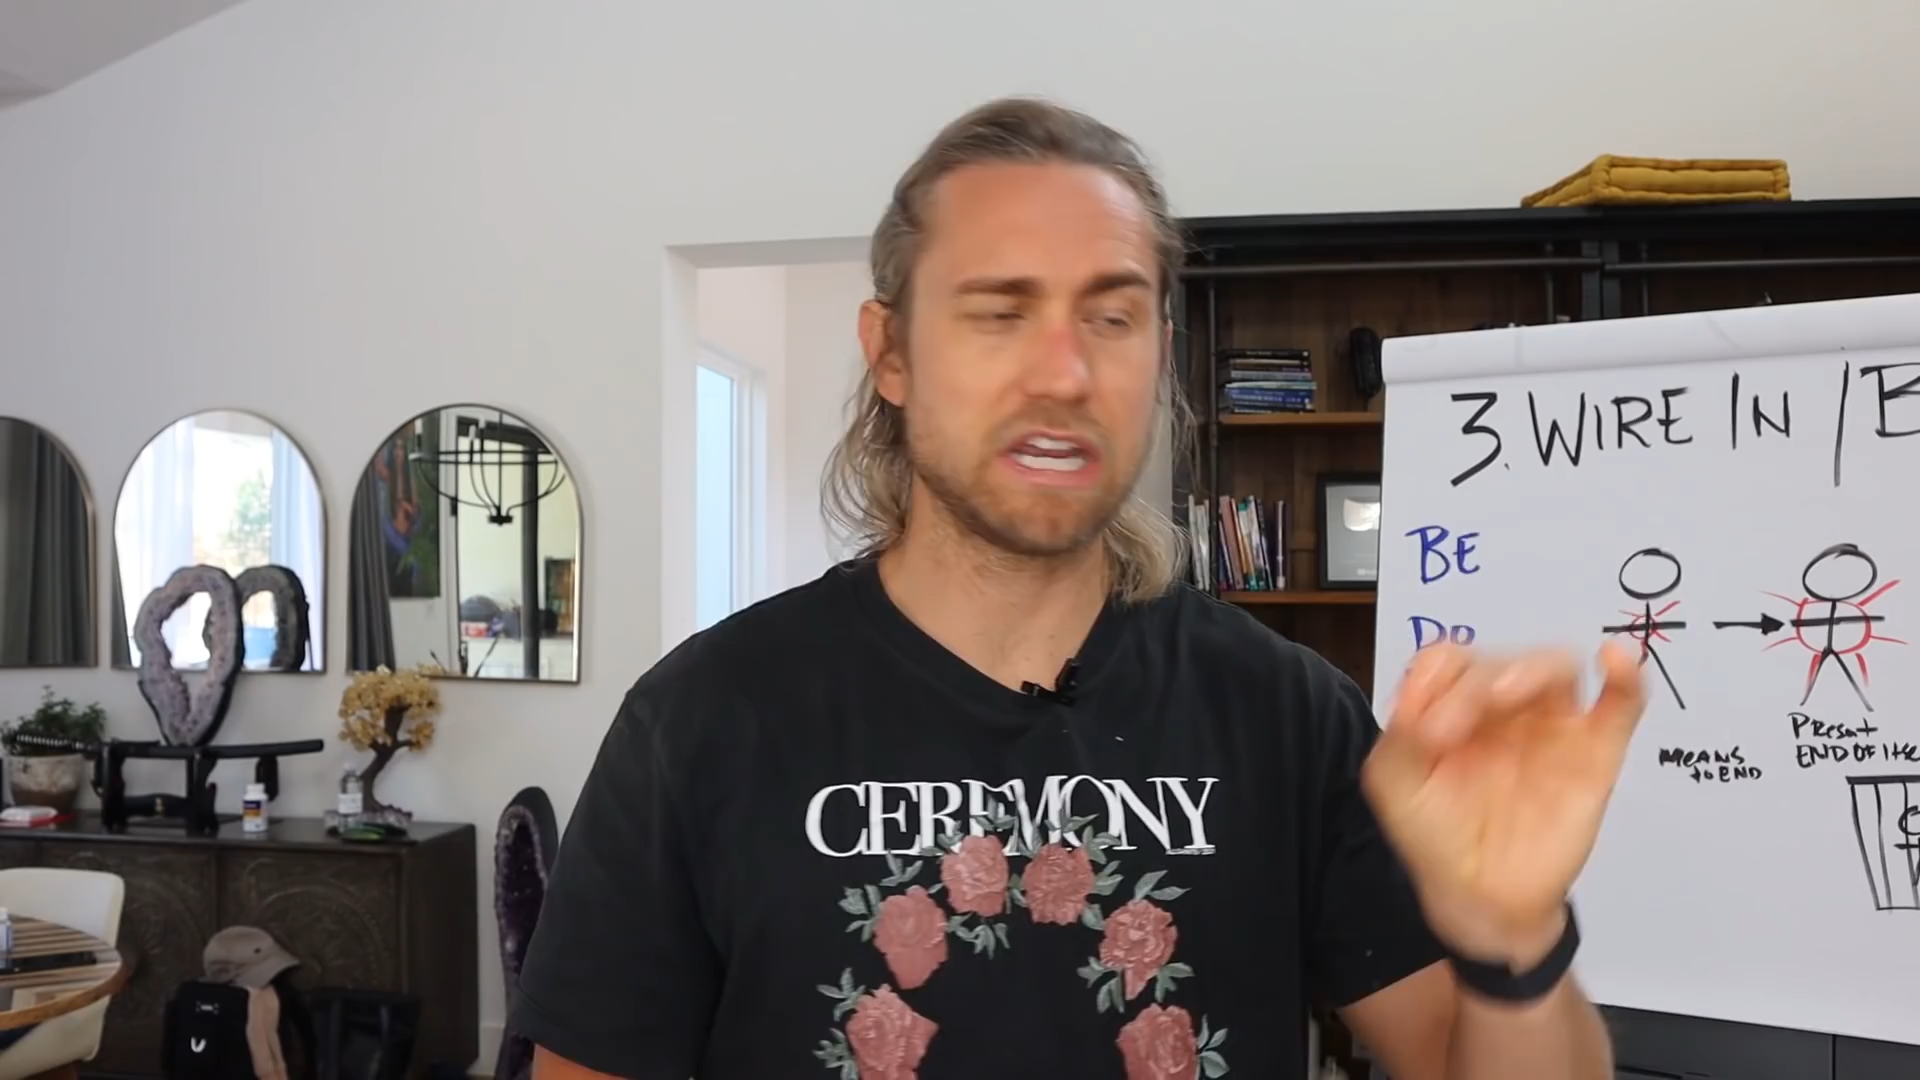 3. WIRE IN / B
BE
DO
MEANS
to END
PResent
END OF ItSe
CEREMONY